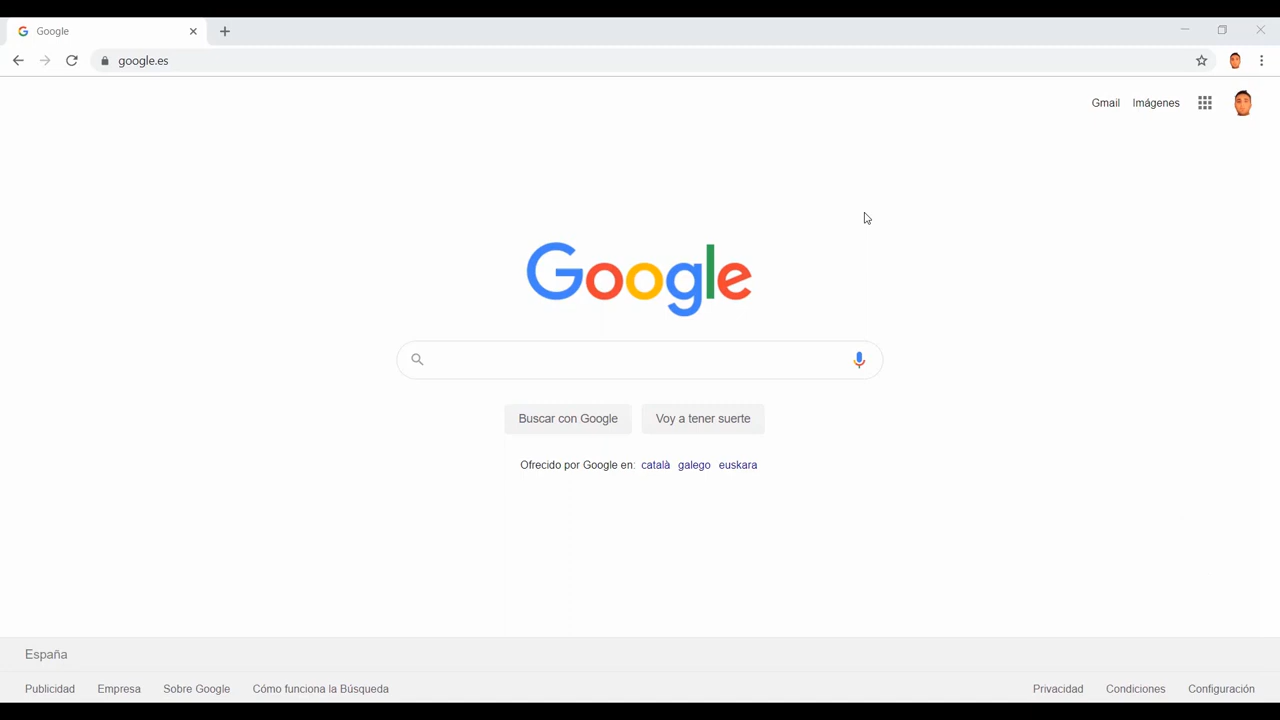 Google
google.es
Gmail Imágenes
Google
Buscar con Google Voy a tener suerte
Ofrecido por Google en: català galego euskara
España
Publicidad Empresa Sobre Google Cómo funciona la Búsqueda Privacidad Condiciones Configuración